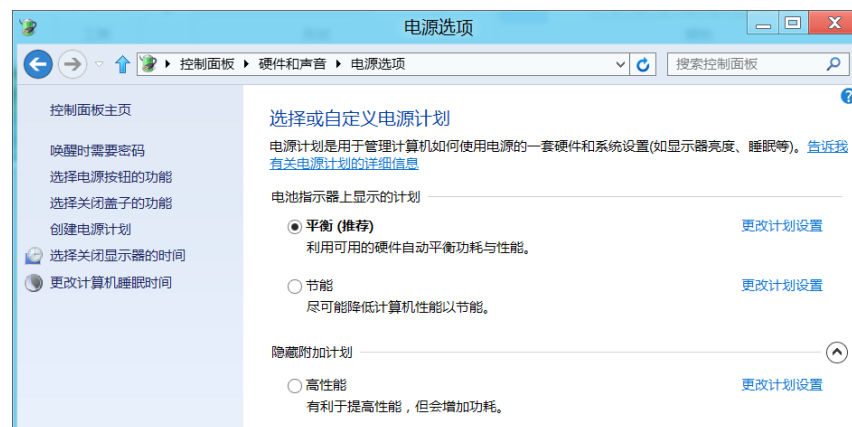 电源选项
控制面板 硬件和声音 电源选项 搜索控制面板
控制面板主页
唤醒时需要密码
选择电源按钮的功能
选择关闭盖子的功能
创建电源计划
选择关闭显示器的时间
更改计算机睡眠时间
选择或自定义电源计划
电源计划是用于管理计算机如何使用电源的一套硬件和系统设置(如显示器亮度、睡眠等)。告诉我
有关电源计划的详细信息
电池指示器上显示的计划
平衡 (推荐) 更改计划设置
利用可用的硬件自动平衡功耗与性能。
节能 更改计划设置
尽可能降低计算机性能以节能。
隐藏附加计划
高性能 更改计划设置
有利于提高性能，但会增加功耗。